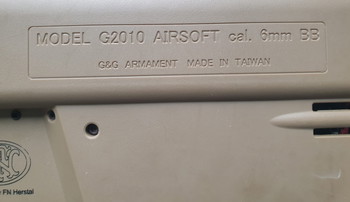 MODEL G2010 AIRSOFT cal. 6mm BB
G&G ARMAMENT MADE IN TAIWAN
FN Herstal